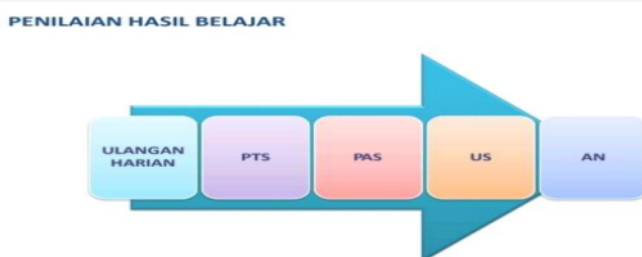 PENILAIAN HASIL BELAJAR
ULANGAN
HARIAN
PTS
PAS
US
AN